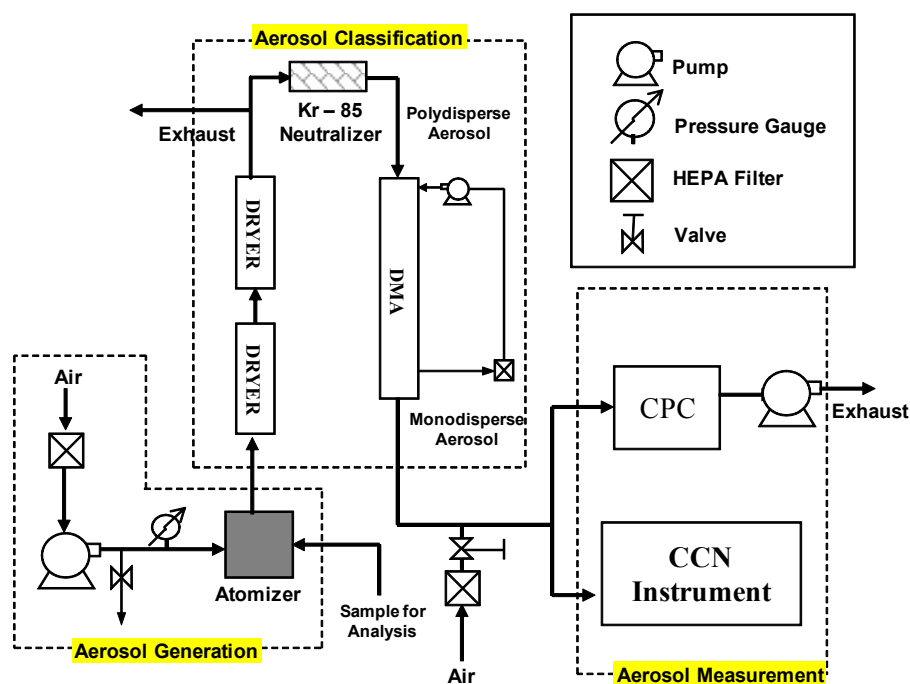 Aerosol Classification
Exhaust
Kr – 85
Neutralizer
Polydisperse
Aerosol
DRYER
DRYER
DMA
Monodisperse
Aerosol
Pump
Pressure Gauge
HEPA Filter
Valve
Air
Atomizer
Sample for
Analysis
Aerosol Generation
Air
CPC
Exhaust
CCN
Instrument
Aerosol Measurement